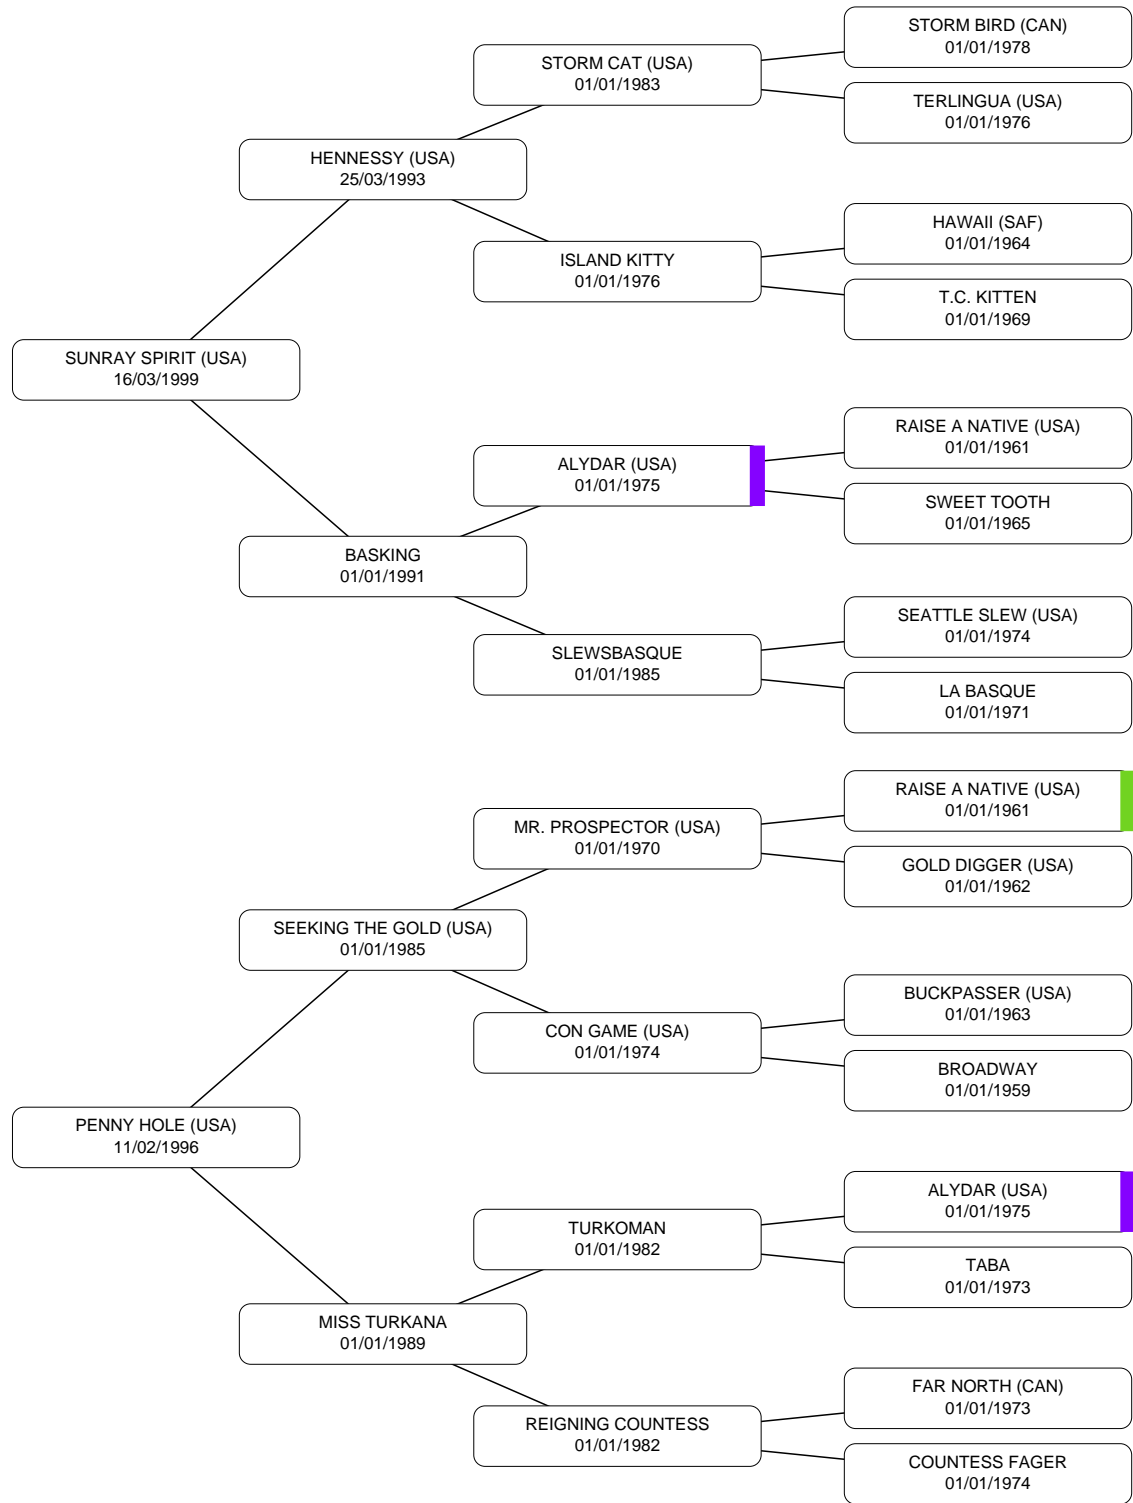 STORM BIRD (CAN)
01/01/1978
STORM CAT (USA)
01/01/1983
TERLINGUA (USA)
01/01/1976
HENNESSY (USA)
25/03/1993
HAWAII (SAF)
01/01/1964
ISLAND KITTY
01/01/1976
T.C. KITTEN
01/01/1969
SUNRAY SPIRIT (USA)
16/03/1999
RAISE A NATIVE (USA)
01/01/1961
ALYDAR (USA)
01/01/1975
SWEET TOOTH
01/01/1965
BASKING
01/01/1991
SEATTLE SLEW (USA)
01/01/1974
SLEWSBASQUE
01/01/1985
LA BASQUE
01/01/1971
RAISE A NATIVE (USA)
01/01/1961
MR. PROSPECTOR (USA)
01/01/1970
GOLD DIGGER (USA)
01/01/1962
SEEKING THE GOLD (USA)
01/01/1985
BUCKPASSER (USA)
01/01/1963
CON GAME (USA)
01/01/1974
BROADWAY
01/01/1959
PENNY HOLE (USA)
11/02/1996
ALYDAR (USA)
01/01/1975
TURKOMAN
01/01/1982
TABA
01/01/1973
MISS TURKANA
01/01/1989
FAR NORTH (CAN)
01/01/1973
REIGNING COUNTESS
01/01/1982
COUNTESS FAGER
01/01/1974